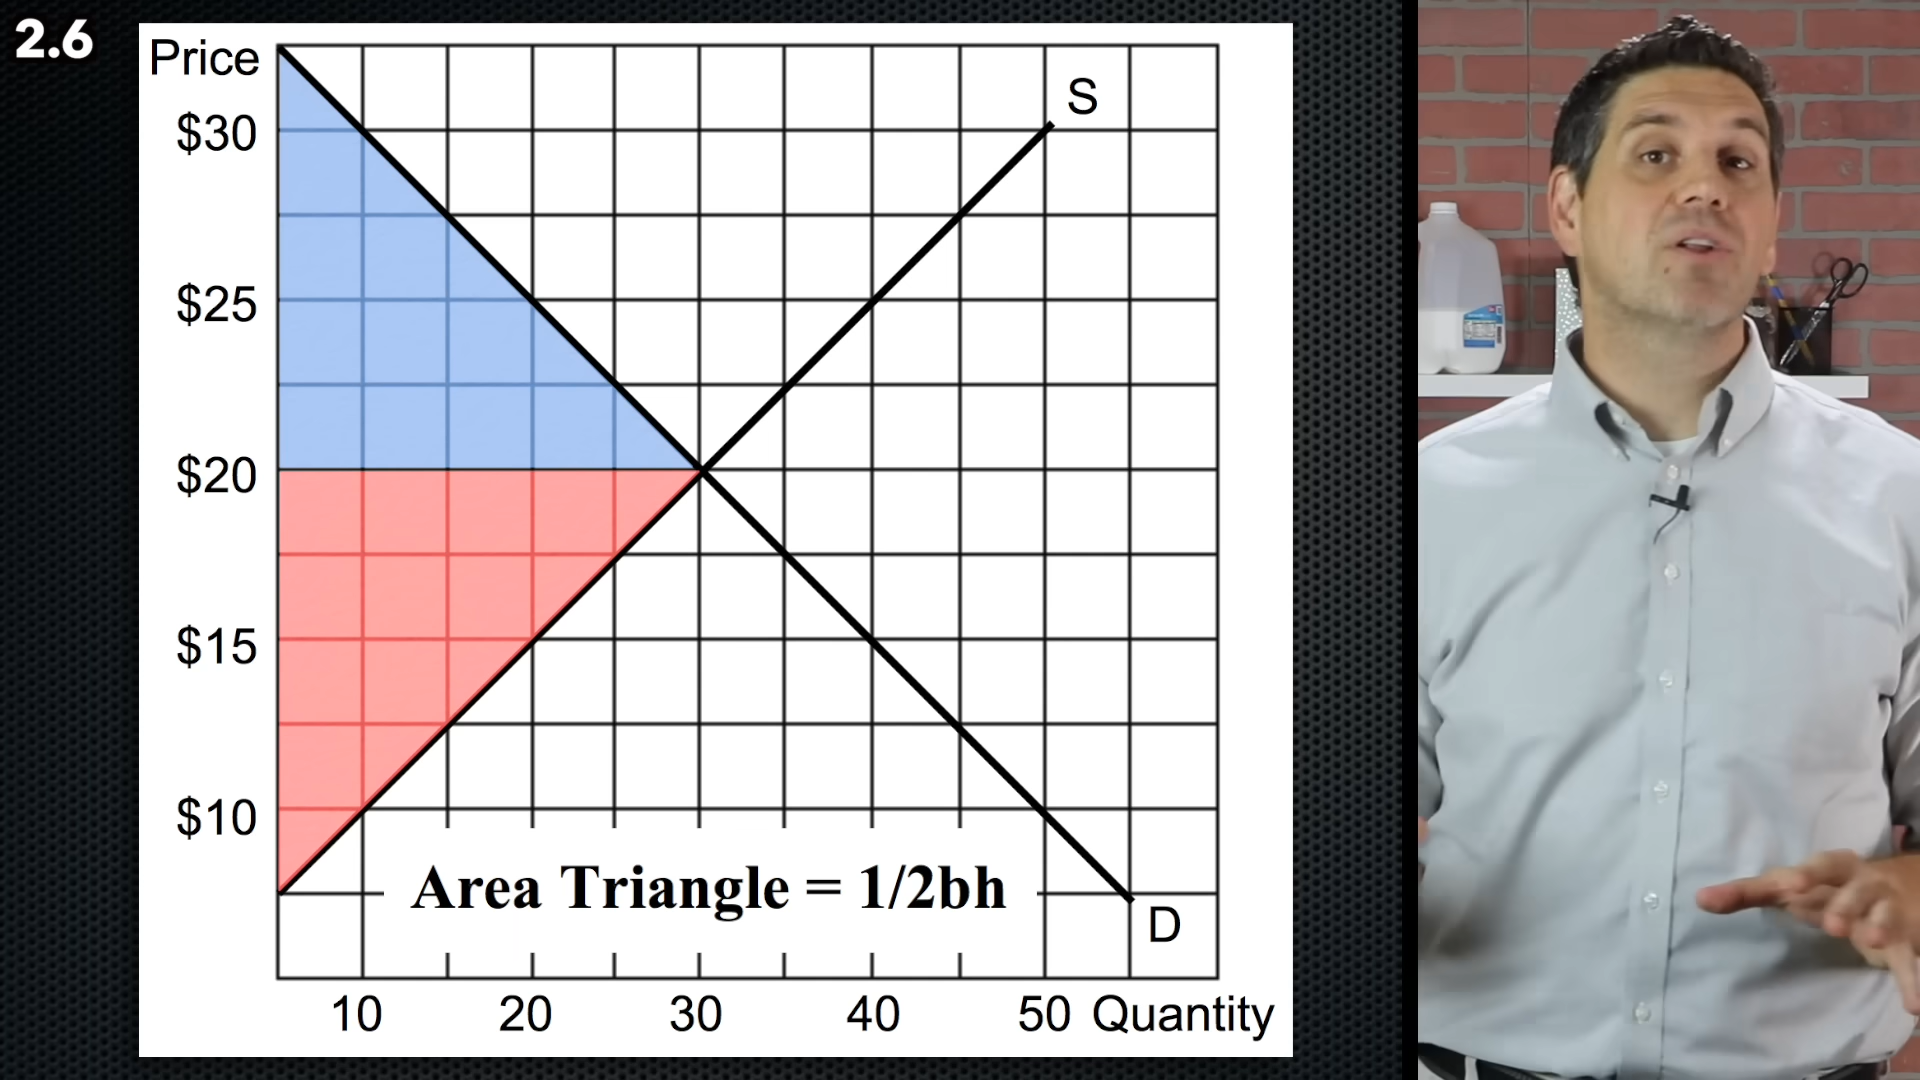 2.6
Price
S
$30
$25
$20
$15
$10
Area Triangle = 1/2bh
D
10 20 30 40 50 Quantity